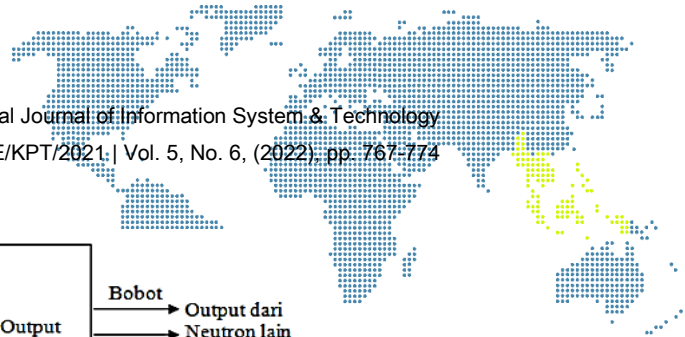 al Journal of Information System & Technology
E/KPT/2021 | Vol. 5, No. 6, (2022), pp. 767-774
Bobot
Output dari
Output
Neutron lain